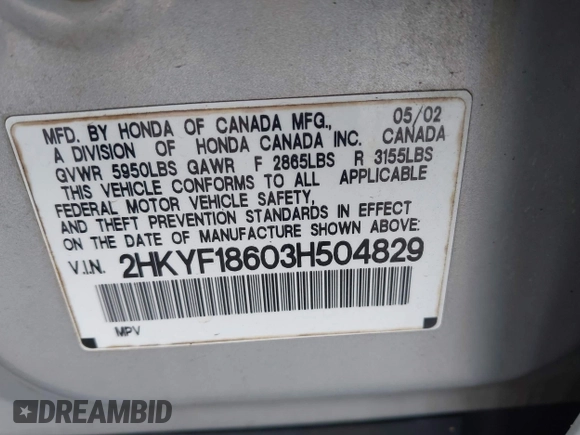 05/02
MFD. BY HONDA OF CANADA MFG., CANADA
A DIVISION OF HONDA CANADA INC.
GVWR 5950LBS GAWR F 2865LBS R 3155LBS
THIS VEHICLE CONFORMS TO ALL APPLICABLE
FEDERAL MOTOR VEHICLE SAFETY,
AND THEFT PREVENTION STANDARDS IN EFFECT
ON THE DATE OF MANUFACTURE SHOWN ABOVE.
V.I.N. 2HKYF18603H504829
MPV
DREAMBID